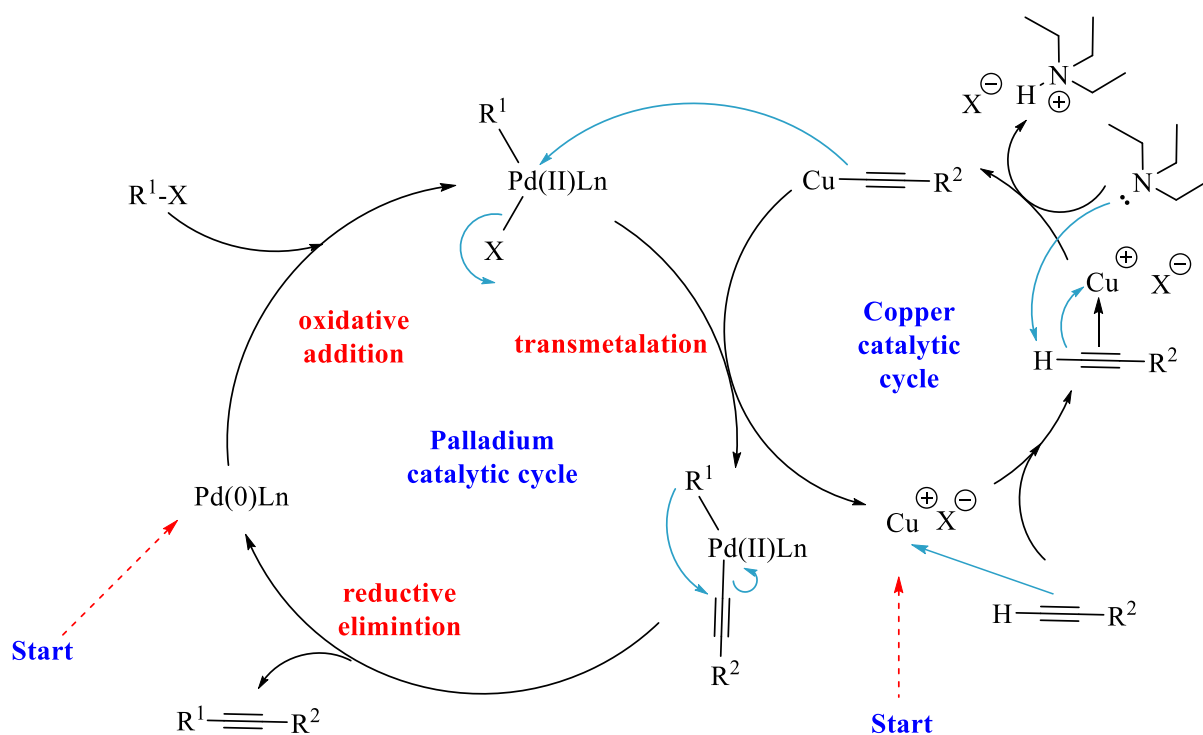 X⊖
H
N
⊕
R¹
Pd(II)Ln
X
R¹-X
Cu
R²
N
:
Cu⊕
X⊖
H
R²
oxidative
addition
transmetalation
Copper
catalytic
cycle
Palladium
catalytic cycle
Pd(0)Ln
R¹
Pd(II)Ln
R²
Cu⊕X⊖
H
R²
reductive
elimintion
Start
R¹
R²
Start